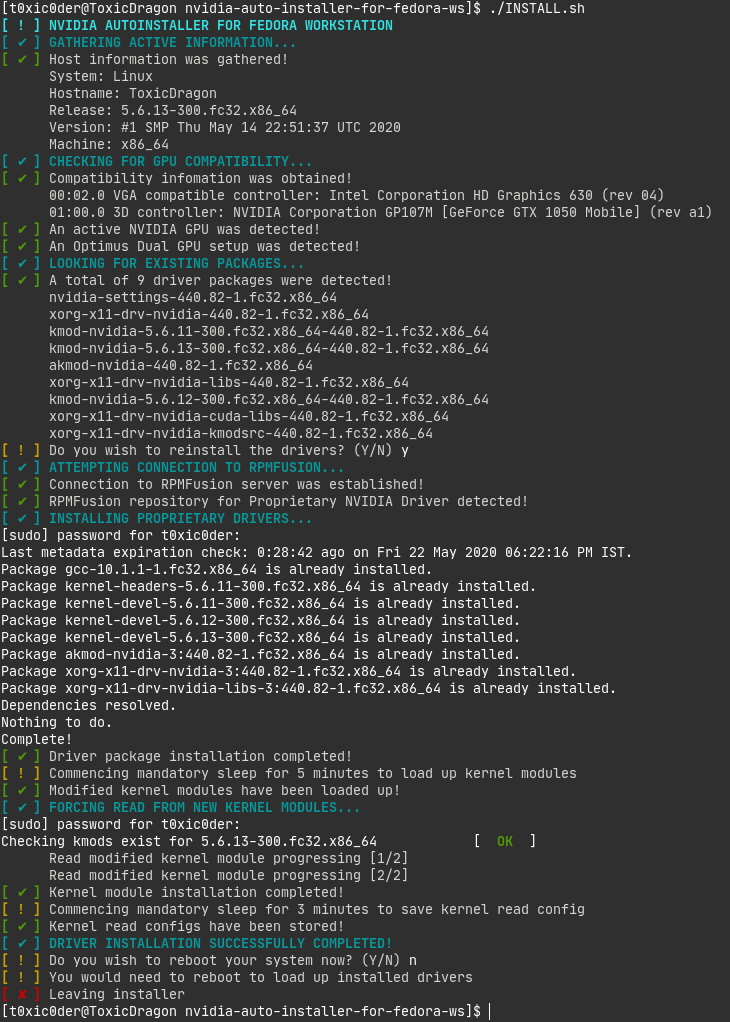 [t0xic0der@ToxicDragon nvidia-auto-installer-for-fedora-ws]$ ./INSTALL.sh
[ ! ] NVIDIA AUTOINSTALLER FOR FEDORA WORKSTATION
[ ✔ ] GATHERING ACTIVE INFORMATION...
[ ✔ ] Host information was gathered!
      System: Linux
      Hostname: ToxicDragon
      Release: 5.6.13-300.fc32.x86_64
      Version: #1 SMP Thu May 14 22:51:37 UTC 2020
      Machine: x86_64
[ ✔ ] CHECKING FOR GPU COMPATIBILITY...
[ ✔ ] Compatibility infomation was obtained!
      00:02.0 VGA compatible controller: Intel Corporation HD Graphics 630 (rev 04)
      01:00.0 3D controller: NVIDIA Corporation GP107M [GeForce GTX 1050 Mobile] (rev a1)
[ ✔ ] An active NVIDIA GPU was detected!
[ ✔ ] An Optimus Dual GPU setup was detected!
[ ✔ ] LOOKING FOR EXISTING PACKAGES...
[ ✔ ] A total of 9 driver packages were detected!
      nvidia-settings-440.82-1.fc32.x86_64
      xorg-x11-drv-nvidia-440.82-1.fc32.x86_64
      kmod-nvidia-5.6.11-300.fc32.x86_64-440.82-1.fc32.x86_64
      kmod-nvidia-5.6.13-300.fc32.x86_64-440.82-1.fc32.x86_64
      akmod-nvidia-440.82-1.fc32.x86_64
      xorg-x11-drv-nvidia-libs-440.82-1.fc32.x86_64
      kmod-nvidia-5.6.12-300.fc32.x86_64-440.82-1.fc32.x86_64
      xorg-x11-drv-nvidia-cuda-libs-440.82-1.fc32.x86_64
      xorg-x11-drv-nvidia-kmodsrc-440.82-1.fc32.x86_64
[ ! ] Do you wish to reinstall the drivers? (Y/N) y
[ ✔ ] ATTEMPTING CONNECTION TO RPMFUSION...
[ ✔ ] Connection to RPMFusion server was established!
[ ✔ ] RPMFusion repository for Proprietary NVIDIA Driver detected!
[ ✔ ] INSTALLING PROPRIETARY DRIVERS...
[sudo] password for t0xic0der:
Last metadata expiration check: 0:28:42 ago on Fri 22 May 2020 06:22:16 PM IST.
Package gcc-10.1.1-1.fc32.x86_64 is already installed.
Package kernel-headers-5.6.11-300.fc32.x86_64 is already installed.
Package kernel-devel-5.6.11-300.fc32.x86_64 is already installed.
Package kernel-devel-5.6.12-300.fc32.x86_64 is already installed.
Package kernel-devel-5.6.13-300.fc32.x86_64 is already installed.
Package akmod-nvidia-3:440.82-1.fc32.x86_64 is already installed.
Package xorg-x11-drv-nvidia-3:440.82-1.fc32.x86_64 is already installed.
Package xorg-x11-drv-nvidia-libs-3:440.82-1.fc32.x86_64 is already installed.
Dependencies resolved.
Nothing to do.
Complete!
[ ✔ ] Driver package installation completed!
[ ! ] Commencing mandatory sleep for 5 minutes to load up kernel modules
[ ✔ ] Modified kernel modules have been loaded up!
[ ✔ ] FORCING READ FROM NEW KERNEL MODULES...
[sudo] password for t0xic0der:
Checking kmods exist for 5.6.13-300.fc32.x86_64            [  OK  ]
      Read modified kernel module progressing [1/2]
      Read modified kernel module progressing [2/2]
[ ✔ ] Kernel module installation completed!
[ ! ] Commencing mandatory sleep for 3 minutes to save kernel read config
[ ✔ ] Kernel read configs have been stored!
[ ✔ ] DRIVER INSTALLATION SUCCESSFULLY COMPLETED!
[ ! ] Do you wish to reboot your system now? (Y/N) n
[ ! ] You would need to reboot to load up installed drivers
[ ✘ ] Leaving installer
[t0xic0der@ToxicDragon nvidia-auto-installer-for-fedora-ws]$